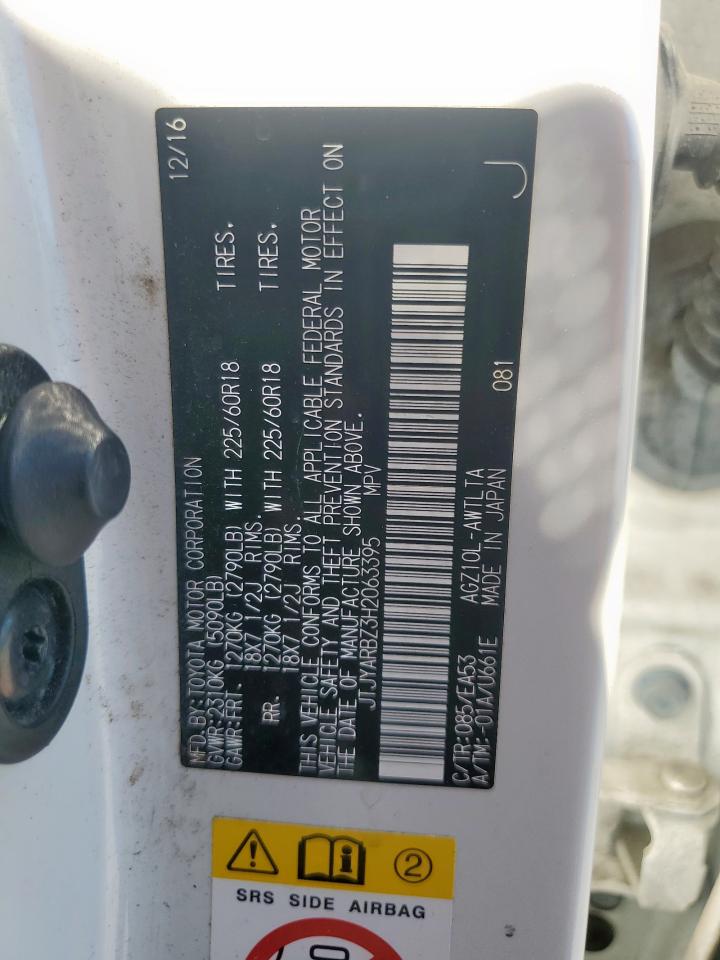 MFD. BY: TOYOTA MOTOR CORPORATION 12/16
GVWR: 2310KG (5090LB)
GAWR: FRT. 1270KG (2790LB) WITH 225/60R18 TIRES.
18X7 1/2J RIMS.
RR. 1270KG (2790LB) WITH 225/60R18 TIRES.
18X7 1/2J RIMS.
THIS VEHICLE CONFORMS TO ALL APPLICABLE FEDERAL MOTOR
VEHICLE SAFETY AND THEFT PREVENTION STANDARDS IN EFFECT ON
THE DATE OF MANUFACTURE SHOWN ABOVE.
JTJYARBZ3H2063395 MPV
C/TR: 085/EA53 AGZ10L-AWTLTA
A/TM: -01A/U661E MADE IN JAPAN 081
J
2
SRS SIDE AIRBAG